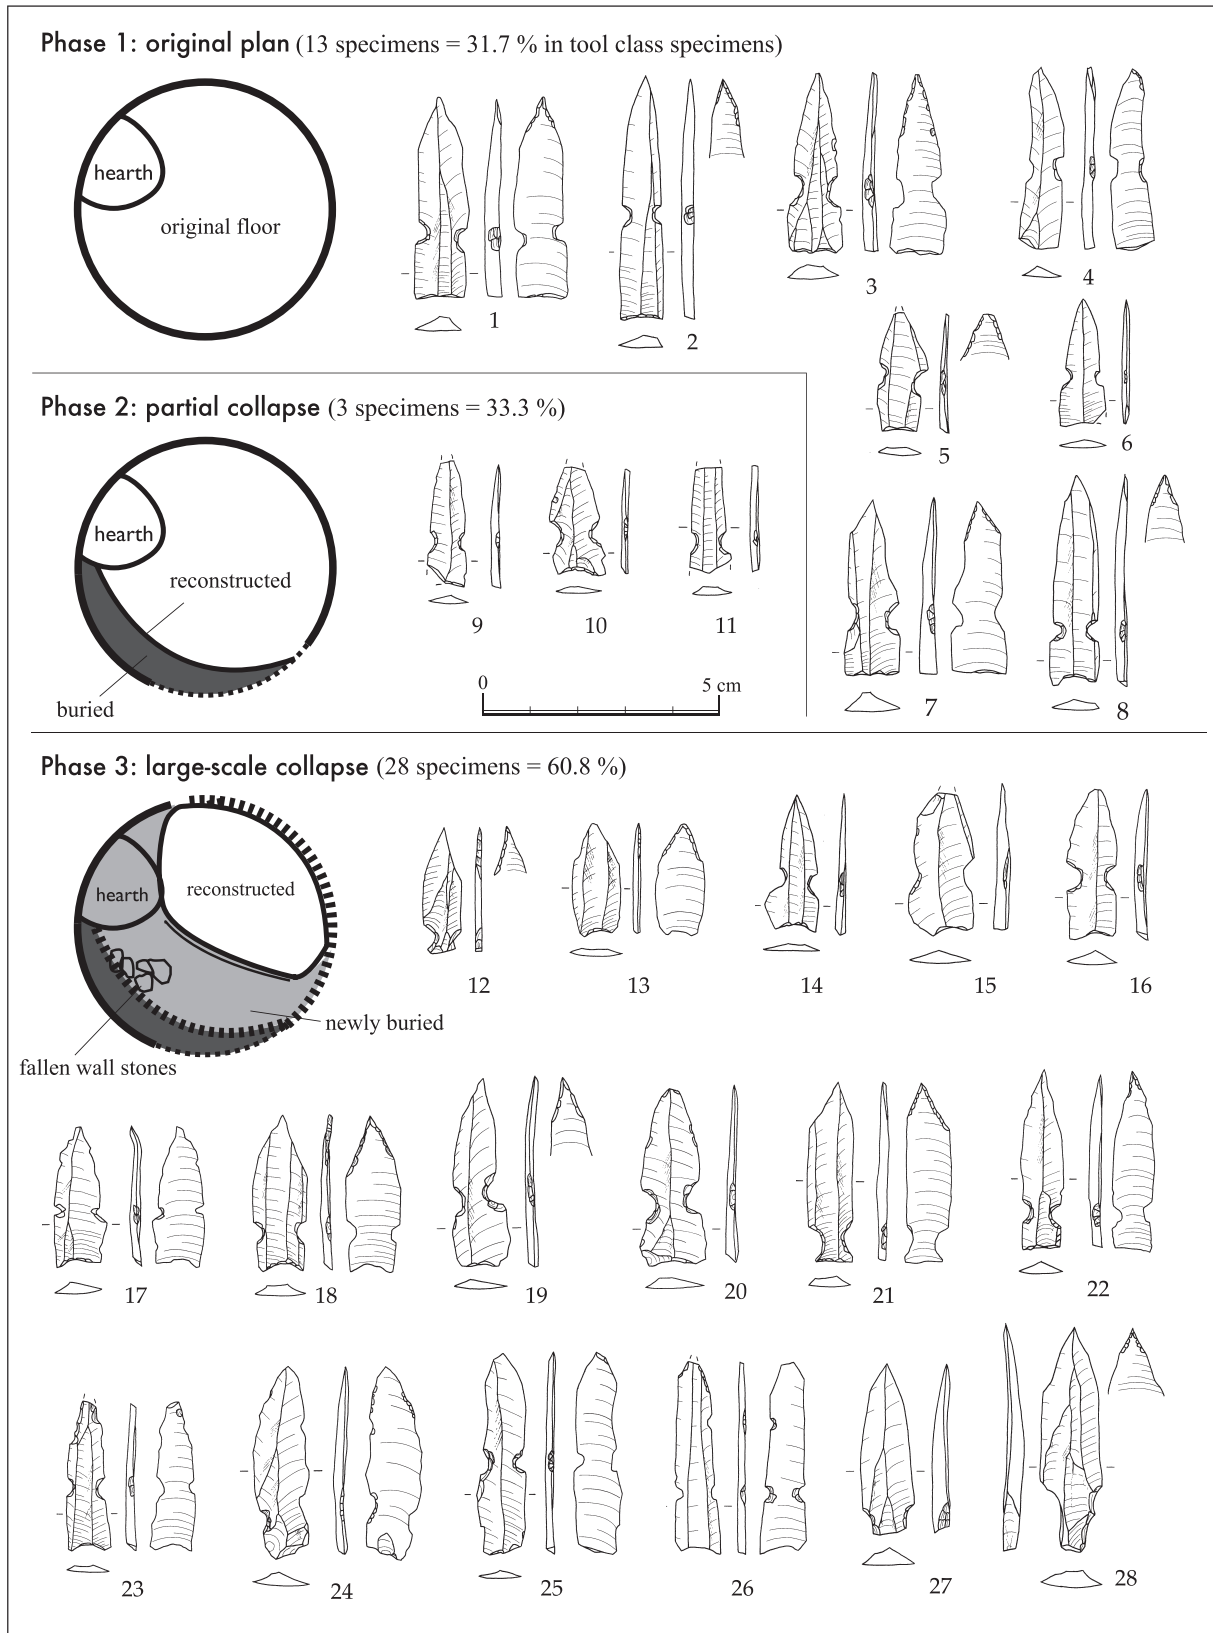 Phase 1: original plan (13 specimens = 31.7 % in tool class specimens)
hearth
original floor
1
2
3
4
5
6
7
8
Phase 2: partial collapse (3 specimens = 33.3 %)
hearth
reconstructed
buried
9
10
11
0
5 cm
Phase 3: large-scale collapse (28 specimens = 60.8 %)
hearth
reconstructed
newly buried
fallen wall stones
12
13
14
15
16
17
18
19
20
21
22
23
24
25
26
27
28